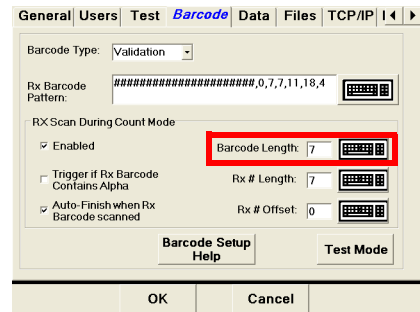 General Users Test Barcode Data Files TCP/IP I
Barcode Type: Validation
Rx Barcode Pattern: ######################,0,7,7,11,18,4
RX Scan During Count Mode
Enabled Barcode Length: 7
Trigger if Rx Barcode Contains Alpha Rx # Length: 7
Auto-Finish when Rx Barcode scanned Rx # Offset: 0
Barcode Setup Help Test Mode
OK Cancel